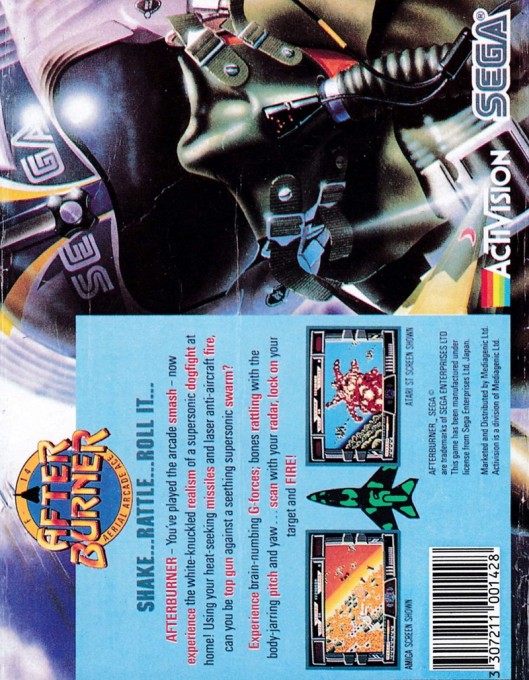 SEGA®
ACTIVISION
SEGA
F-14
AFTER
BURNER
AERIAL ARCADE ACE
SHAKE...RATTLE...ROLL IT...
AFTERBURNER – You've played the arcade smash – now
experience the white-knuckled realism of a supersonic dogfight at
home! Using your heat-seeking missiles and laser anti-aircraft fire,
can you be top gun against a seething supersonic swarm?
Experience brain-numbing G-forces; bones rattling with the
body-jarring pitch and yaw . . . scan with your radar, lock on your
target and FIRE!
AMIGA SCREEN SHOWN
ATARI ST SCREEN SHOWN
AFTERBURNER, SEGA ©
are trademarks of SEGA ENTERPRISES LTD
This game has been manufactured under
license from Sega Enterprises Ltd, Japan.
Marketed and Distributed by Mediagenic Ltd.
Activision is a division of Mediagenic Ltd.
3 307211 001428